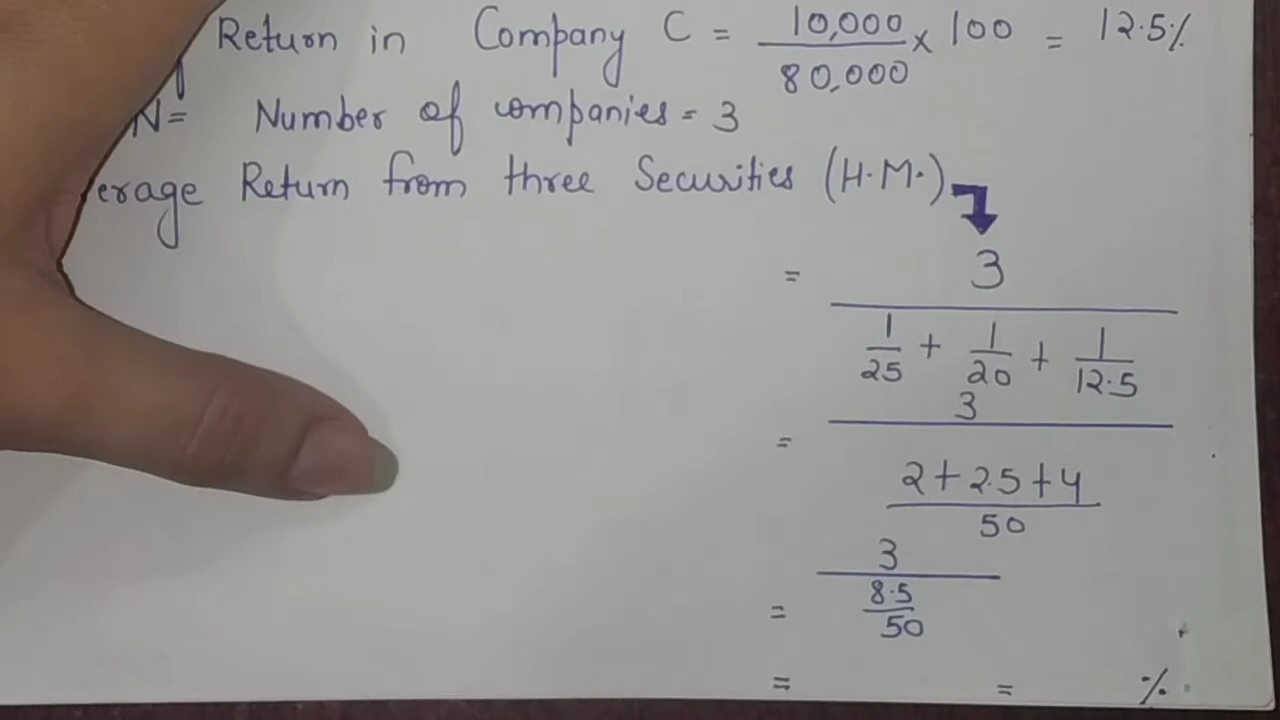 Return in Company C = 10,000/80,000 x 100 = 12.5%
N= Number of companies = 3
erage Return from three Securities (H.M.)
= 3
1/25 + 1/20 + 1/12.5
= 3
2+2.5+4
50
= 3
8.5
50
= = %